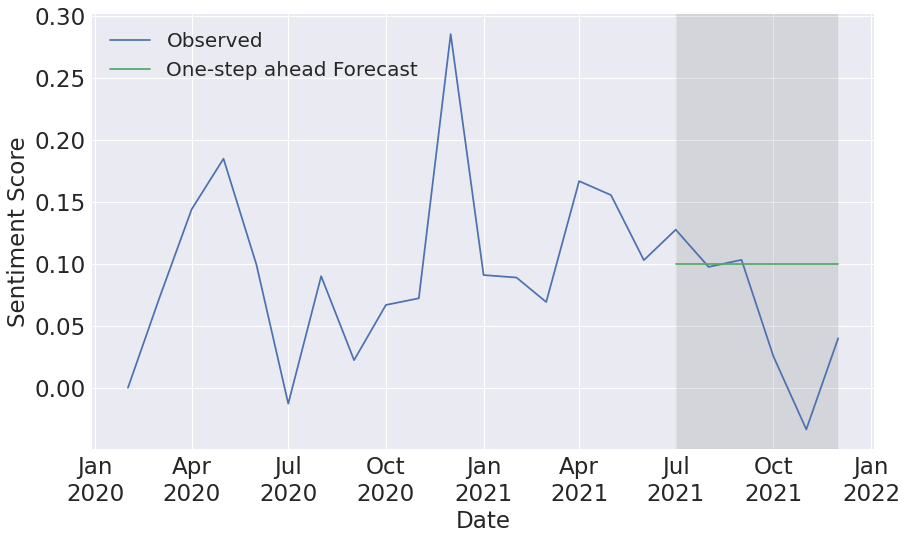 0.30
0.25
0.20
0.15
0.10
0.05
0.00
Sentiment Score
Observed
One-step ahead Forecast
Jan Apr Jul Oct Jan Apr Jul Oct Jan
2020 2020 2020 2020 2021 2021 2021 2021 2022
Date